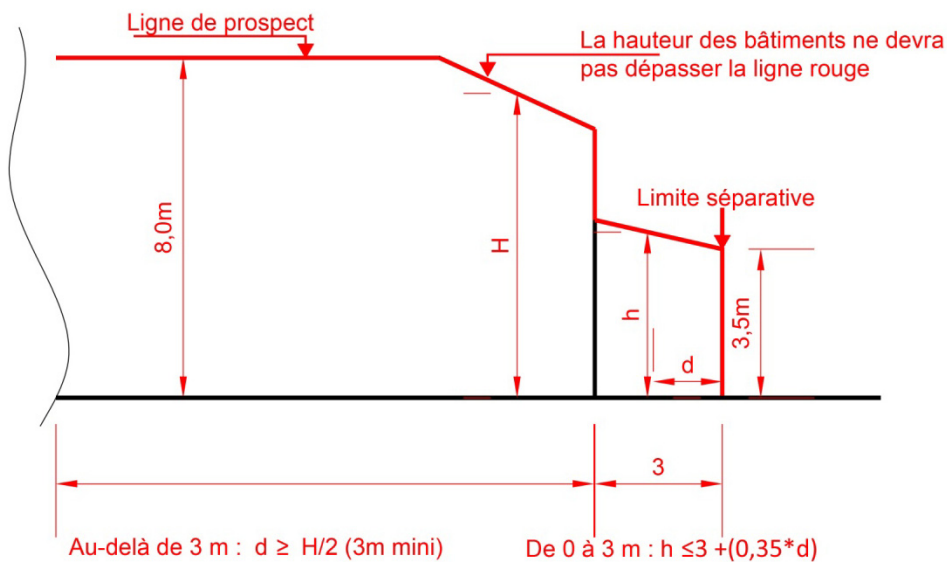 Ligne de prospect
La hauteur des bâtiments ne devra
pas dépasser la ligne rouge
Limite séparative
8,0m
H
h
d
3,5m
3
Au-delà de 3 m : d ≥ H/2 (3m mini)
De 0 à 3 m : h ≤3 +(0,35*d)